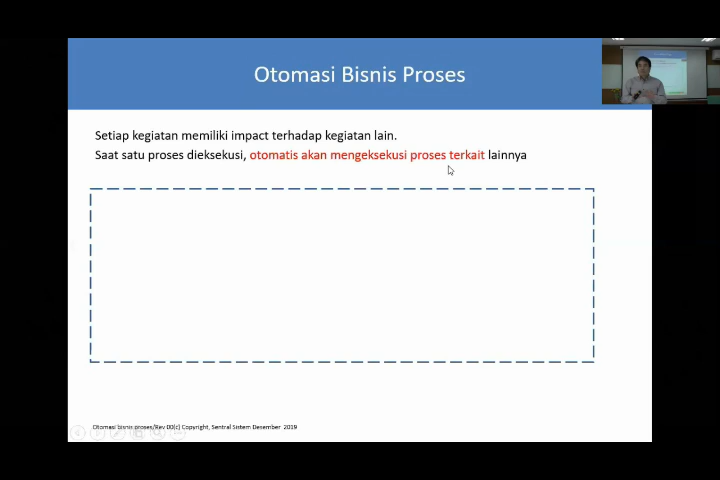 Otomasi Bisnis Proses
Setiap kegiatan memiliki impact terhadap kegiatan lain.
Saat satu proses dieksekusi, otomatis akan mengeksekusi proses terkait lainnya
Otomasi bisnis proses/Rev 00(c) Copyright, Sentral Sistem Desember 2019